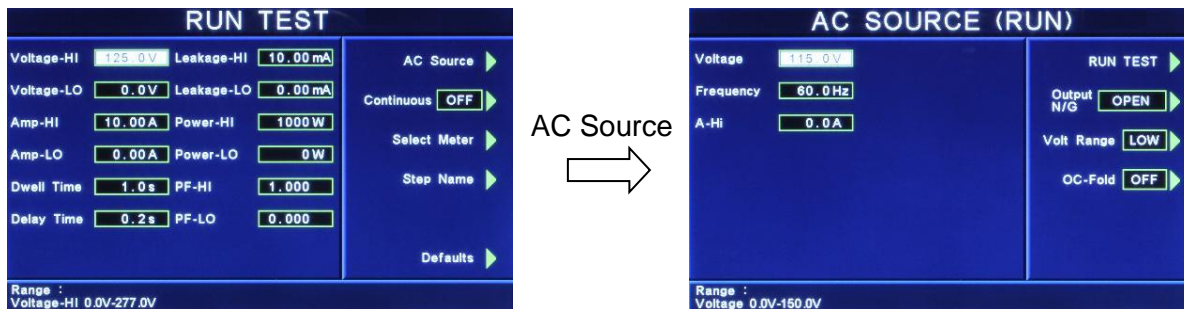 RUN TEST
Voltage-HI 125.0V Leakage-HI 10.00mA
Voltage-LO 0.0V Leakage-LO 0.00mA
Amp-HI 10.00A Power-HI 1000W
Amp-LO 0.00A Power-LO 0W
Dwell Time 1.0s PF-HI 1.000
Delay Time 0.2s PF-LO 0.000
AC Source
Continuous OFF
Select Meter
Step Name
Defaults
Range :
Voltage-HI 0.0V-277.0V
AC Source
AC SOURCE (RUN)
Voltage 115.0V
Frequency 60.0Hz
A-Hi 0.0A
RUN TEST
Output
N/G OPEN
Volt Range LOW
OC-Fold OFF
Range :
Voltage 0.0V-150.0V